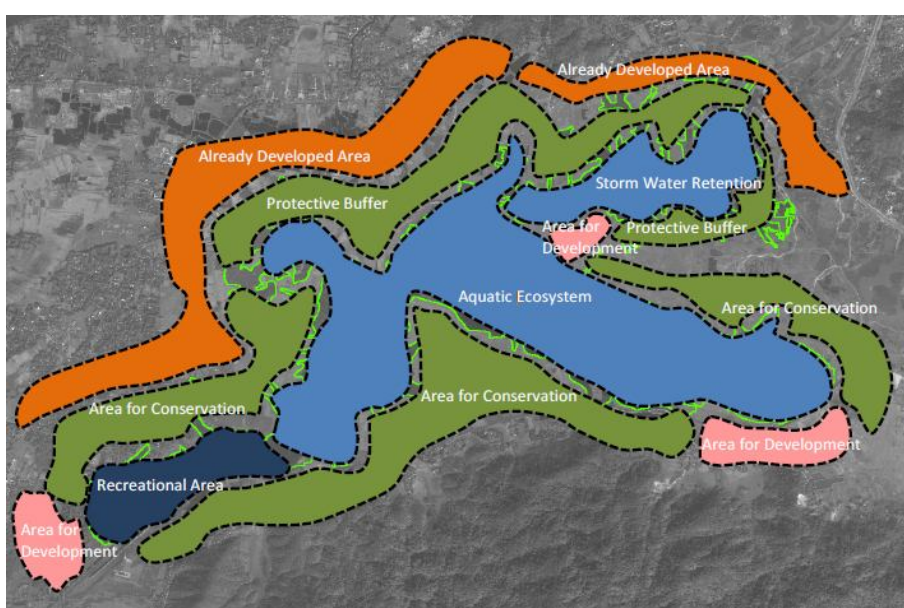 Already Developed Area
Already Developed Area
Storm Water Retention
Protective Buffer
Area for
Development
Protective Buffer
Aquatic Ecosystem
Area for Conservation
Area for Conservation
Area for Conservation
Area for Development
Recreational Area
Area for
Development